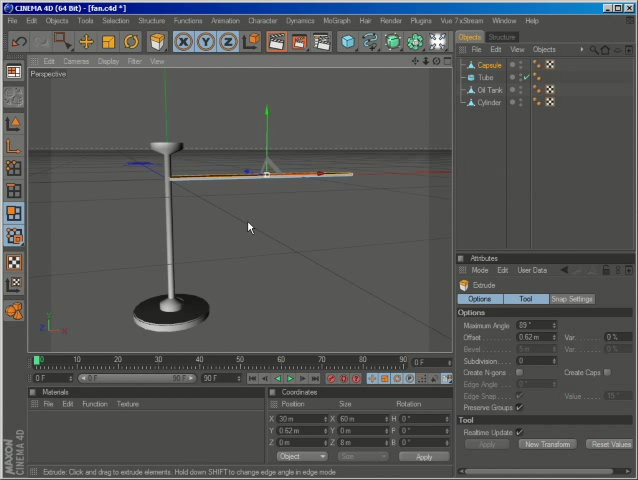 CINEMA 4D (64 Bit) - [fan.c4d *]
File Edit Objects Tools Selection Structure Functions Animation Character Dynamics MoGraph Hair Render Plugins Vue 7xStream Window Help
Edit Cameras Display Filter View
Perspective
Objects Structure
File Edit View Objects
Capsule
Tube
Oil Tank
Cylinder
Attributes
Mode Edit User Data
Extrude
Options Tool Snap Settings
Options
Maximum Angle 89 °
Offset 0.62 m Var. 0 %
Bevel 0 m Var. 0 %
Subdivision 0
Create N-gons Create Caps
Edge Angle 0 °
Edge Snap Value 15 °
Preserve Groups
Tool
Realtime Update
Apply New Transform Reset Values
0 10 20 30 40 50 60 70 80 90 0 F
0 F 0 F 90 F 90 F
Materials
File Edit Function Texture
Coordinates
Position Size Rotation
X 30 m X 60 m H 0 °
Y 0.62 m Y 0 m P 0 °
Z 0 m Z 8 m B 0 °
Object Size Apply
MAXON
CINEMA 4D
Extrude: Click and drag to extrude elements. Hold down SHIFT to change edge angle in edge mode